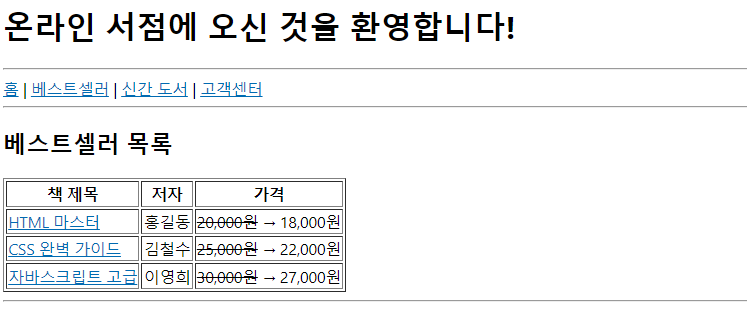 온라인 서점에 오신 것을 환영합니다!
홈 | 베스트셀러 | 신간 도서 | 고객센터
베스트셀러 목록
책 제목 저자 가격
HTML 마스터 홍길동 20,000원 → 18,000원
CSS 완벽 가이드 김철수 25,000원 → 22,000원
자바스크립트 고급 이영희 30,000원 → 27,000원